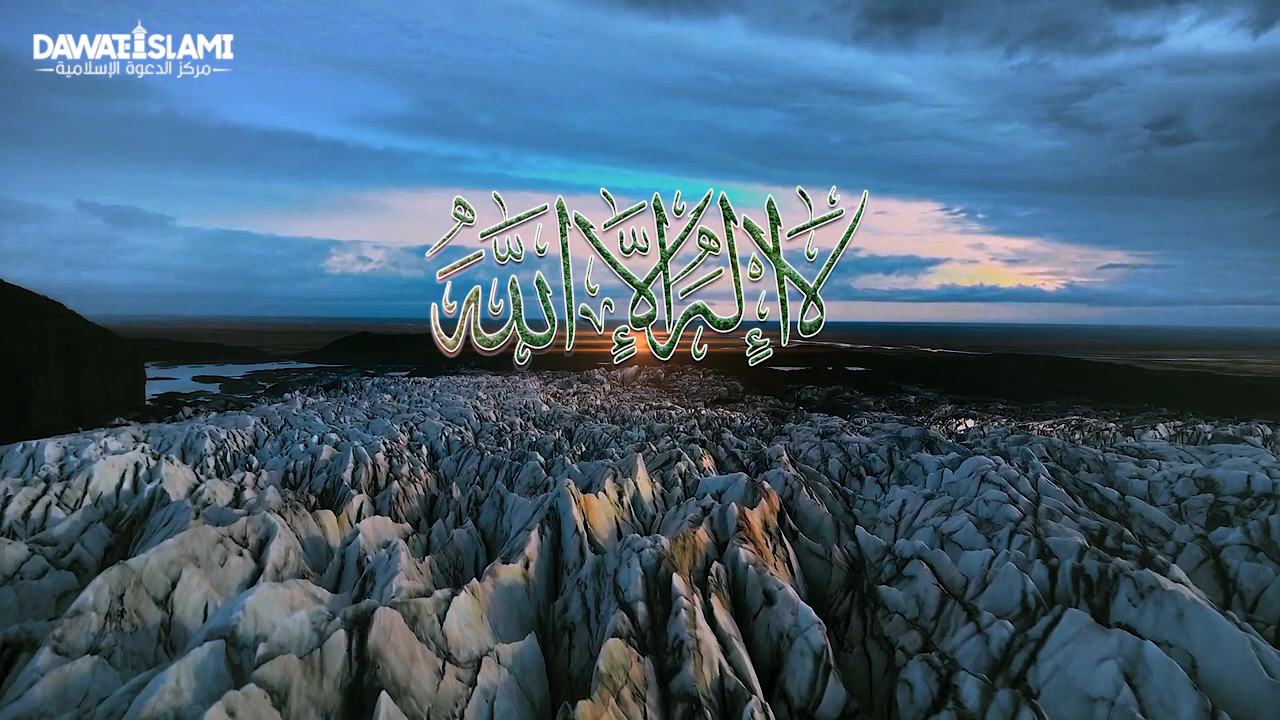 DAWATEISLAMI
مركز الدعوة الإسلامية
لَا إِلٰهَ إِلَّا اللّٰهُ